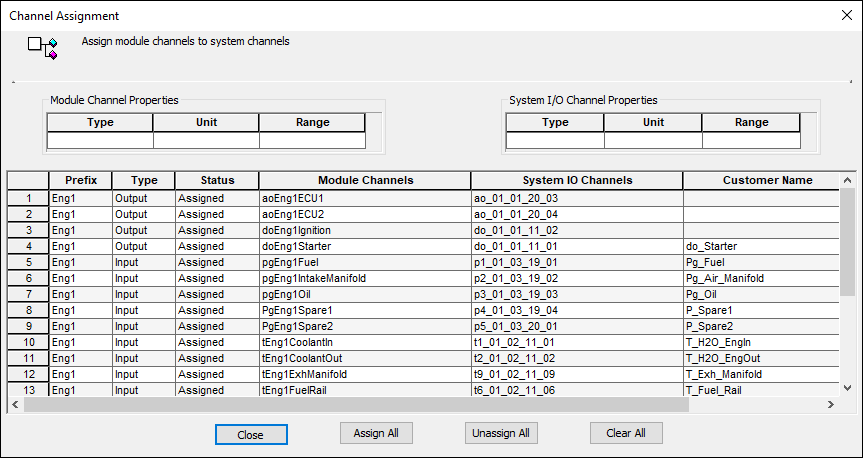 Channel Assignment
Assign module channels to system channels
Module Channel Properties
System I/O Channel Properties
Type Unit Range
Type Unit Range
Prefix Type Status Module Channels System IO Channels Customer Name
1 Eng1 Output Assigned aoEng1ECU1 ao_01_01_20_03
2 Eng1 Output Assigned aoEng1ECU2 ao_01_01_20_04
3 Eng1 Output Assigned doEng1Ignition do_01_01_11_02
4 Eng1 Output Assigned doEng1Starter do_01_01_11_01 do_Starter
5 Eng1 Input Assigned pgEng1Fuel p1_01_03_19_01 Pg_Fuel
6 Eng1 Input Assigned pgEng1IntakeManifold p2_01_03_19_02 Pg_Air_Manifold
7 Eng1 Input Assigned pgEng1Oil p3_01_03_19_03 Pg_Oil
8 Eng1 Input Assigned PgEng1Spare1 p4_01_03_19_04 P_Spare1
9 Eng1 Input Assigned PgEng1Spare2 p5_01_03_20_01 P_Spare2
10 Eng1 Input Assigned tEng1CoolantIn t1_01_02_11_01 T_H2O_EngIn
11 Eng1 Input Assigned tEng1CoolantOut t2_01_02_11_02 T_H2O_EngOut
12 Eng1 Input Assigned tEng1ExhManifold t9_01_02_11_09 T_Exh_Manifold
13 Eng1 Input Assigned tEng1FuelRail t6_01_02_11_06 T_Fuel_Rail
Close Assign All Unassign All Clear All